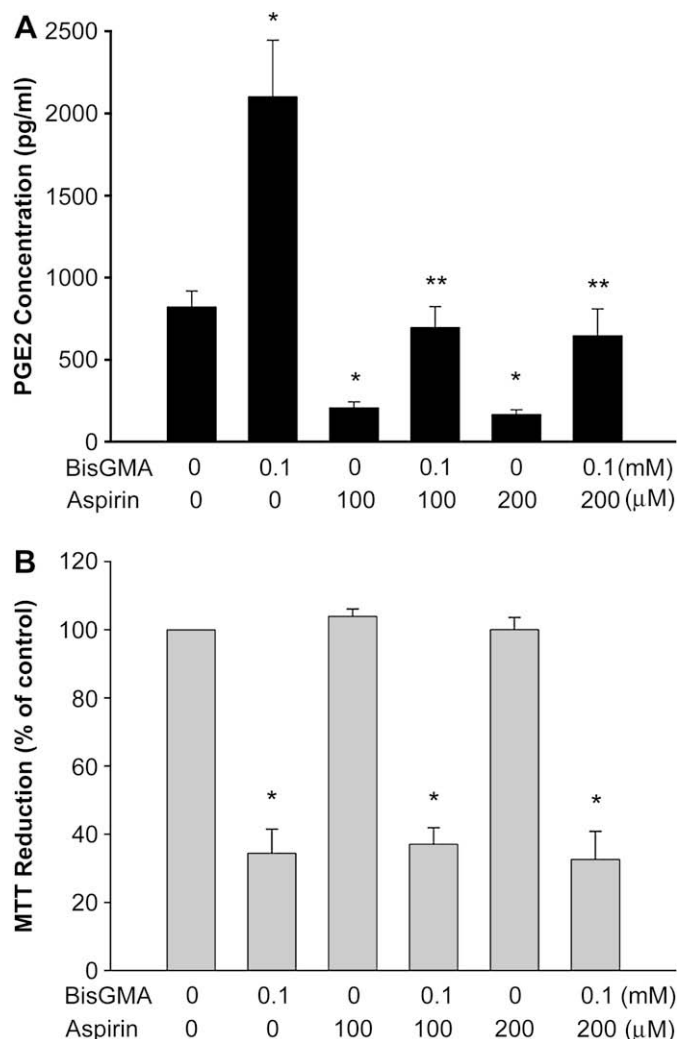 A
PGE2 Concentration (pg/ml)
2500
2000
1500
1000
500
0
*
*
**
*
**
BisGMA 0 0.1 0 0.1 0 0.1 (mM)
Aspirin 0 0 100 100 200 200 (μM)
B
MTT Reduction (% of control)
120
100
80
60
40
20
0
*
*
*
BisGMA 0 0.1 0 0.1 0 0.1 (mM)
Aspirin 0 0 100 100 200 200 (μM)